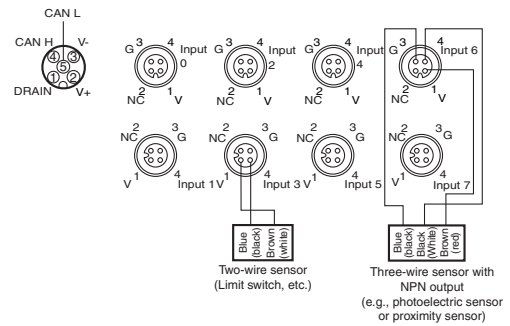 CAN L
CAN H
V-
4
3
5
1
2
DRAIN
V+
G 3 4 Input 0
NC 2 1 V
G 3 4 Input 2
NC 2 1 V
G 3 4 Input 4
NC 2 1 V
G 3 4 Input 6
NC 2 1 V
NC 2 3 G
V 1 4 Input 1
NC 2 3 G
V 1 4 Input 3
NC 2 3 G
V 1 4 Input 5
NC 2 3 G
V 1 4 Input 7
Blue
(black)
Brown
(white)
Two-wire sensor
(Limit switch, etc.)
Blue
(black)
Black
(White)
Brown
(red)
Three-wire sensor with
NPN output
(e.g., photoelectric sensor
or proximity sensor)